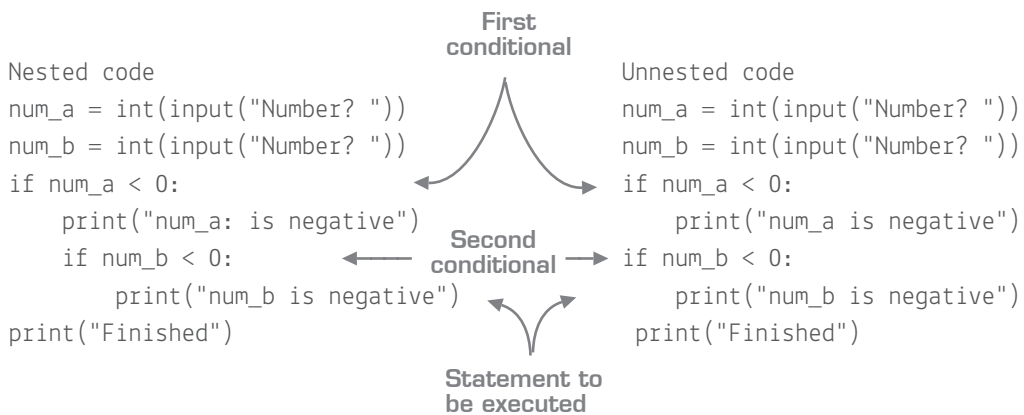 First
conditional
Nested code
num_a = int(input("Number? "))
num_b = int(input("Number? "))
if num_a < 0:
    print("num_a: is negative")
    if num_b < 0:
        print("num_b is negative")
print("Finished")
Second
conditional
Unnested code
num_a = int(input("Number? "))
num_b = int(input("Number? "))
if num_a < 0:
    print("num_a is negative")
if num_b < 0:
    print("num_b is negative")
 print("Finished")
Statement to
be executed